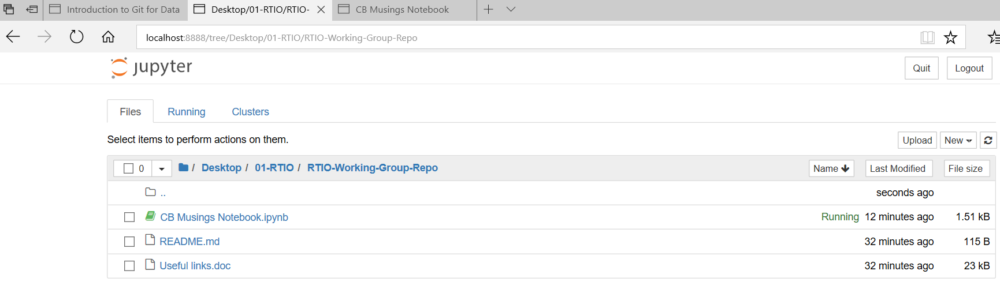 Introduction to Git for Data
Desktop/01-RTIO/RTIO-
CB Musings Notebook
localhost:8888/tree/Desktop/01-RTIO/RTIO-Working-Group-Repo
jupyter
Quit
Logout
Files
Running
Clusters
Select items to perform actions on them.
Upload
New
0
/ Desktop / 01-RTIO / RTIO-Working-Group-Repo
Name
Last Modified
File size
..
seconds ago
CB Musings Notebook.ipynb
Running 12 minutes ago
1.51 kB
README.md
32 minutes ago
115 B
Useful links.doc
32 minutes ago
23 kB